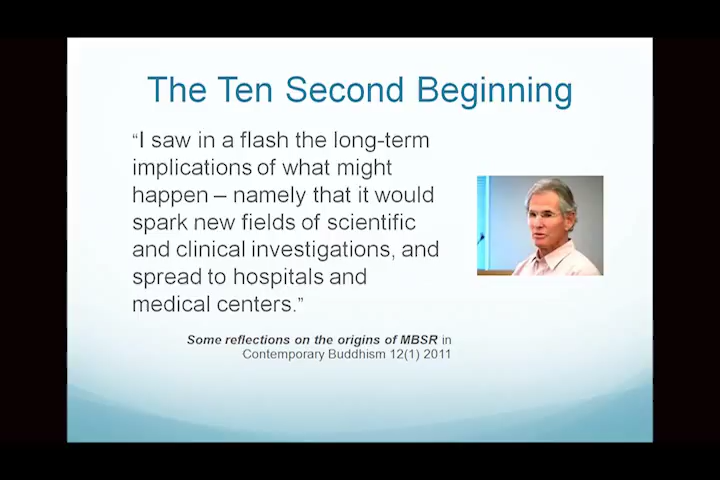 The Ten Second Beginning
“I saw in a flash the long-term
implications of what might
happen – namely that it would
spark new fields of scientific
and clinical investigations, and
spread to hospitals and
medical centers.”
Some reflections on the origins of MBSR in
Contemporary Buddhism 12(1) 2011